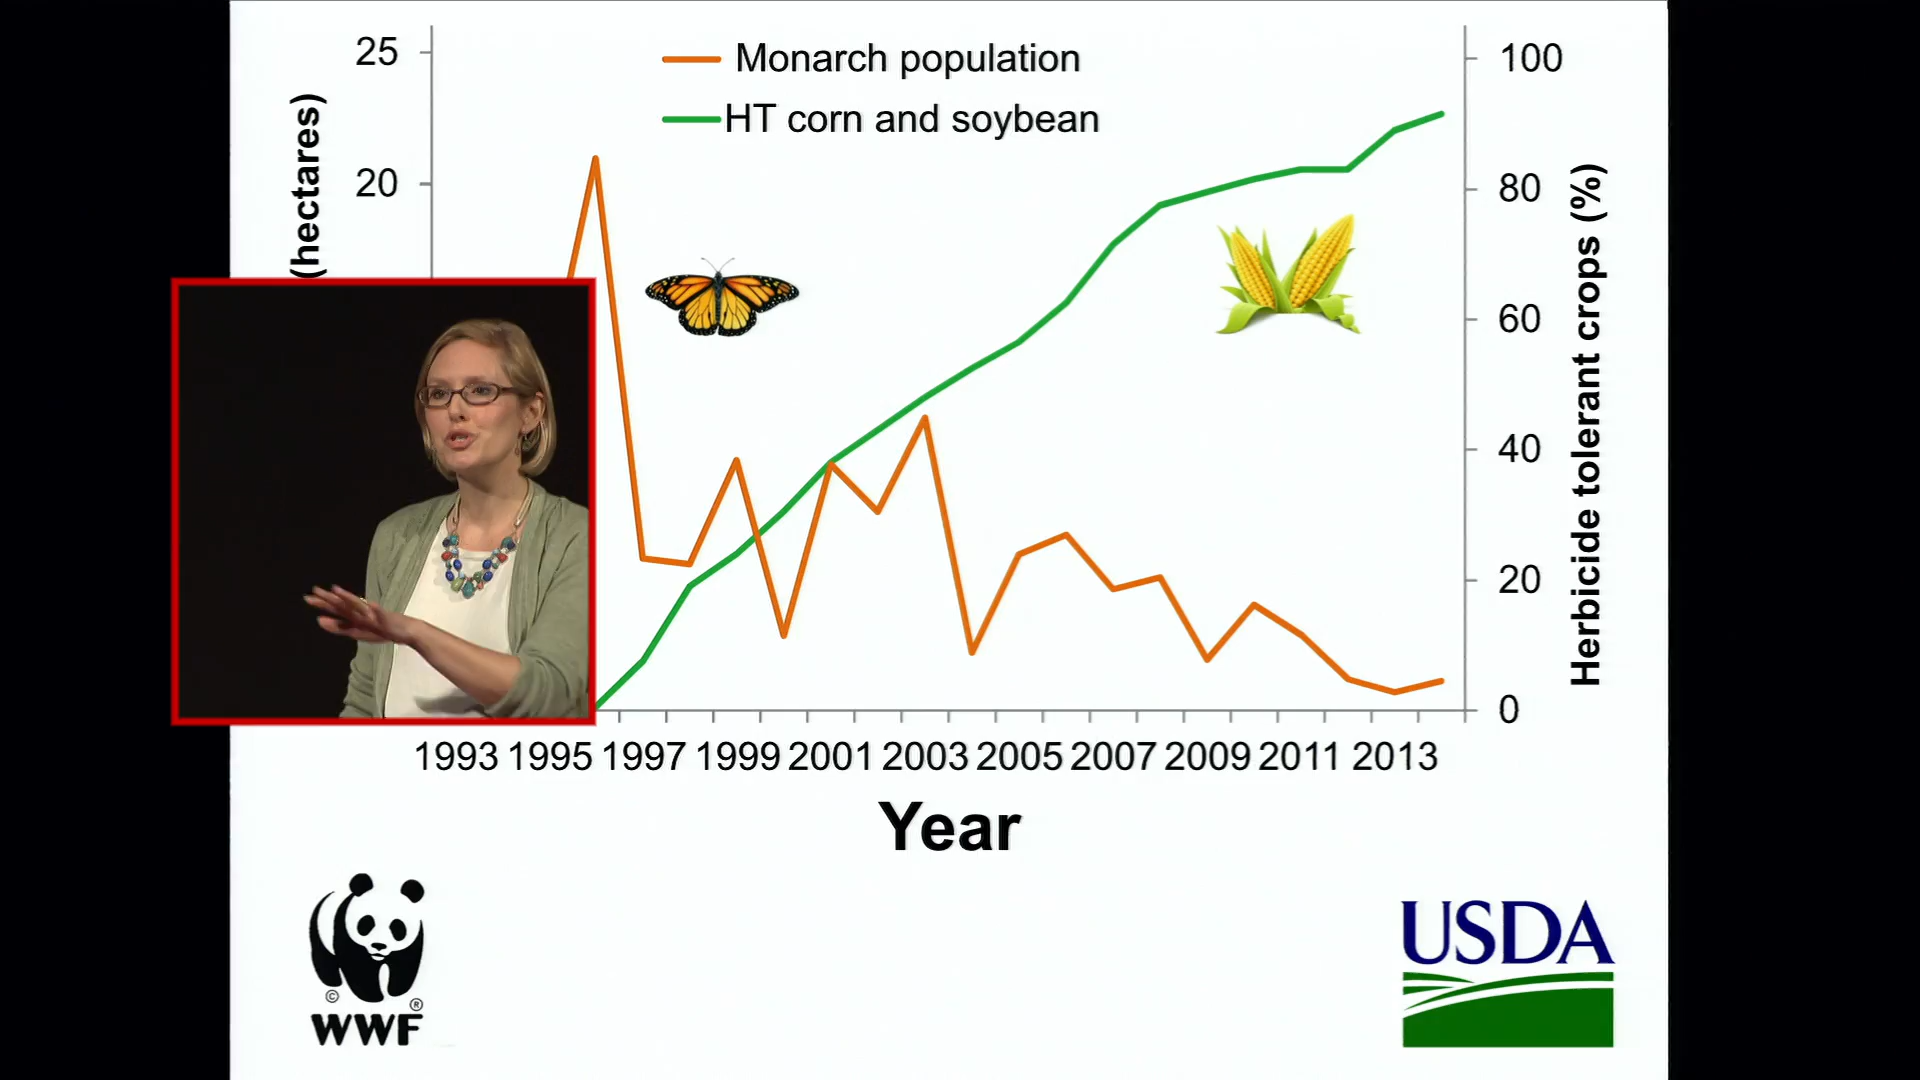 Monarch population
HT corn and soybean
25
20
(hectares)
100
80
60
40
20
0
Herbicide tolerant crops (%)
1993 1995 1997 1999 2001 2003 2005 2007 2009 2011 2013
Year
© ®
WWF
USDA